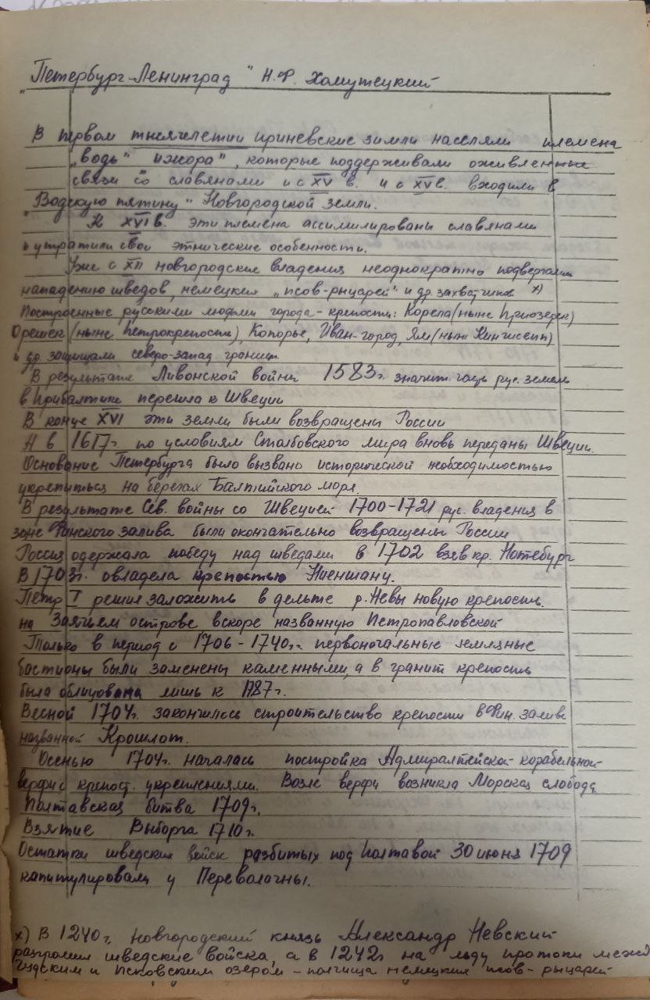 „Петербург-Ленинград" Н.Ф. Хомутецкий
В первом тысячелетии приневские земли населяли племена
„водь" ижора", которые поддерживали оживленные
связи со славянами и с XV в. и с XVв. входили в
„Водскую пятину" Новгородской земли.
К XVI в. эти племена ассимилированы славянами
и утратили свои этнические особенности.
Уже с XII новгородские владения неоднократно подвергали
нападению шведов, немецких „псов-рыцарей" и др. захватчиков х)
Построенные русскими людьми города-крепости: Корела (ныне Приозерск)
Орешек (ныне Петрокрепость), Копорье, Иван-город, Ям (ныне Кингисепп)
и др. защищали северо-запад. границы.
В результате Ливонской войны 1583г. значит. часть рус. земель
в Прибалтике перешла к Швеции
В конце XVI эти земли были возвращены России
А в 1617г. по условиям Столбовского мира вновь переданы Швеции.
Основание Петербурга было вызвано исторической необходимостью
укрепиться на берегах Балтийского моря.
В результате Сев. войны со Швецией 1700-1721 рус. владения в
зоне Финского залива были окончательно возвращены России
Россия одержала победу над шведами в 1702 взяв кр. Нотебург
В 1703г. овладела крепостью Ниеншанц.
Петр I решил заложить в дельте р. Невы новую крепость
на Заячьем острове вскоре названную Петропавловской
Только в период с 1706 - 1740г. первоначальные земляные
бастионы были заменены каменными, а в гранит крепость
была облицована лишь к 1787г.
Весной 1704г. закончилось строительство крепости в Фин. заливе
названной Кроншлот.
Осенью 1704г. началась постройка Адмиралтейской корабельной
верфи с крепост. укреплениями. Возле верфи возникла Морская слобода
Полтавская битва 1709г.
Взятие Выборга 1710г.
Остатки шведских войск разбитых под Полтавой 30 июня 1709
капитулировали у Переволочны.
х) В 1240г. Новгородский князь Александр Невский
разгромил шведские войска, а в 1242г на льду протоки между
Чудским и Псковским озером - полчища немецких псов-рыцарей